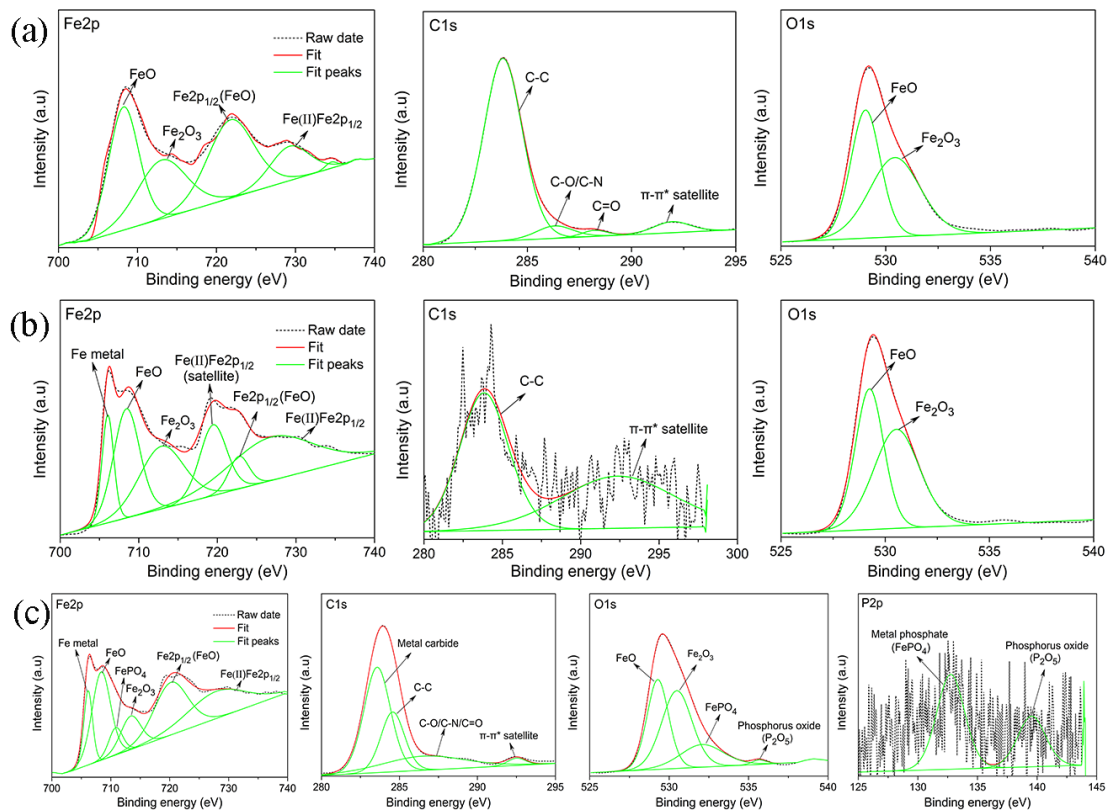 (a)
Fe2p
Raw date
Fit
Fit peaks
FeO
Fe₂O₃
Fe2p₁/₂(FeO)
Fe(II)Fe2p₁/₂
Intensity (a.u)
700 710 720 730 740
Binding energy (eV)
C1s
C-C
C-O/C-N
C=O
π-π* satellite
Intensity (a.u)
280 285 290 295
Binding energy (eV)
O1s
FeO
Fe₂O₃
Intensity (a.u)
525 530 535 540
Binding energy (eV)
(b)
Fe2p
Raw date
Fit
Fit peaks
Fe metal
FeO
Fe₂O₃
Fe(II)Fe2p₁/₂
(satellite)
Fe2p₁/₂(FeO)
Fe(II)Fe2p₁/₂
Intensity (a.u)
700 710 720 730 740
Binding energy (eV)
C1s
C-C
π-π* satellite
Intensity (a.u)
280 285 290 295 300
Binding energy (eV)
O1s
FeO
Fe₂O₃
Intensity (a.u)
525 530 535 540
Binding energy (eV)
(c)
Fe2p
Raw date
Fit
Fit peaks
Fe metal
FeO
FePO₄
Fe₂O₃
Fe2p₁/₂(FeO)
Fe(II)Fe2p₁/₂
Intensity (a.u)
700 710 720 730 740
Binding energy (eV)
C1s
Metal carbide
C-C
C-O/C-N/C=O
π-π* satellite
Intensity (a.u)
280 285 290 295
Binding energy (eV)
O1s
FeO
Fe₂O₃
FePO₄
Phosphorus oxide
(P₂O₅)
Intensity (a.u)
525 530 535 540
Binding energy (eV)
P2p
Metal phosphate
(FePO₄)
Phosphorus oxide
(P₂O₅)
Intensity (a.u)
125 130 135 140 145
Binding energy (eV)